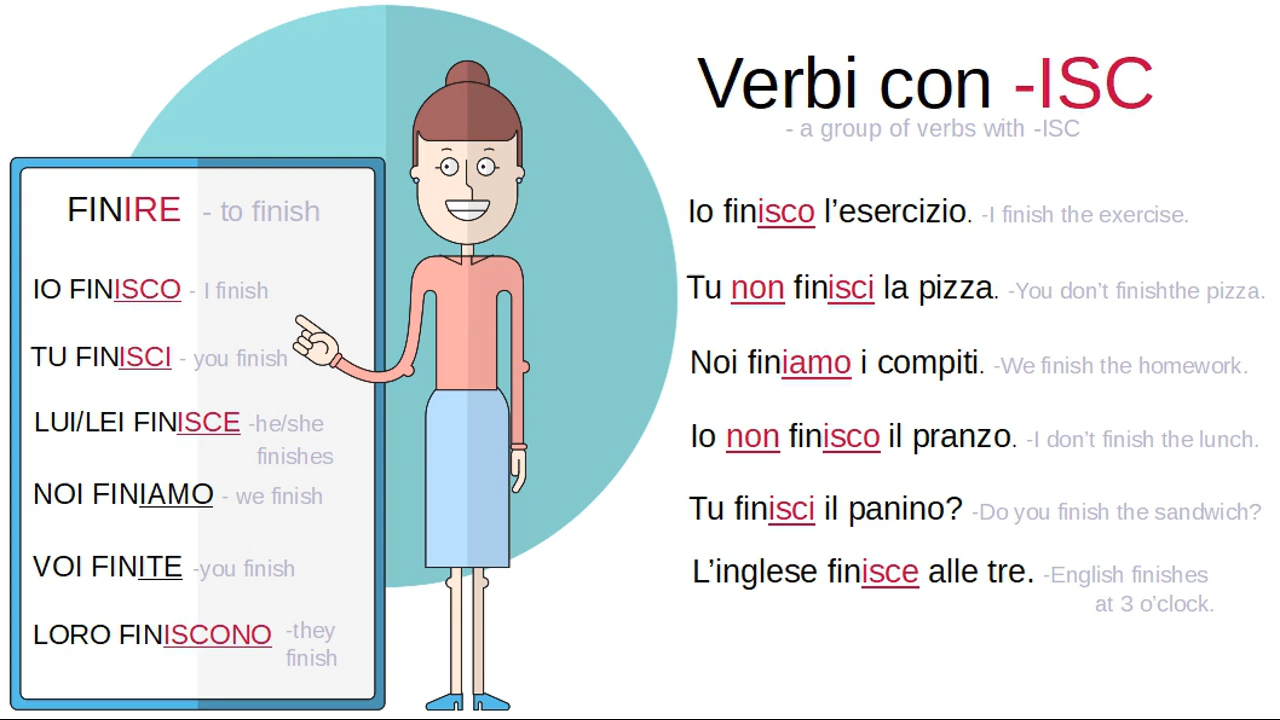 Verbi con -ISC
- a group of verbs with -ISC
FINIRE - to finish
IO FINISCO - I finish
TU FINISCI - you finish
LUI/LEI FINISCE -he/she
finishes
NOI FINIAMO - we finish
VOI FINITE -you finish
LORO FINISCONO -they
finish
Io finisco l’esercizio. -I finish the exercise.
Tu non finisci la pizza. -You don’t finishthe pizza.
Noi finiamo i compiti. -We finish the homework.
Io non finisco il pranzo. -I don’t finish the lunch.
Tu finisci il panino? -Do you finish the sandwich?
L’inglese finisce alle tre. -English finishes
at 3 o’clock.